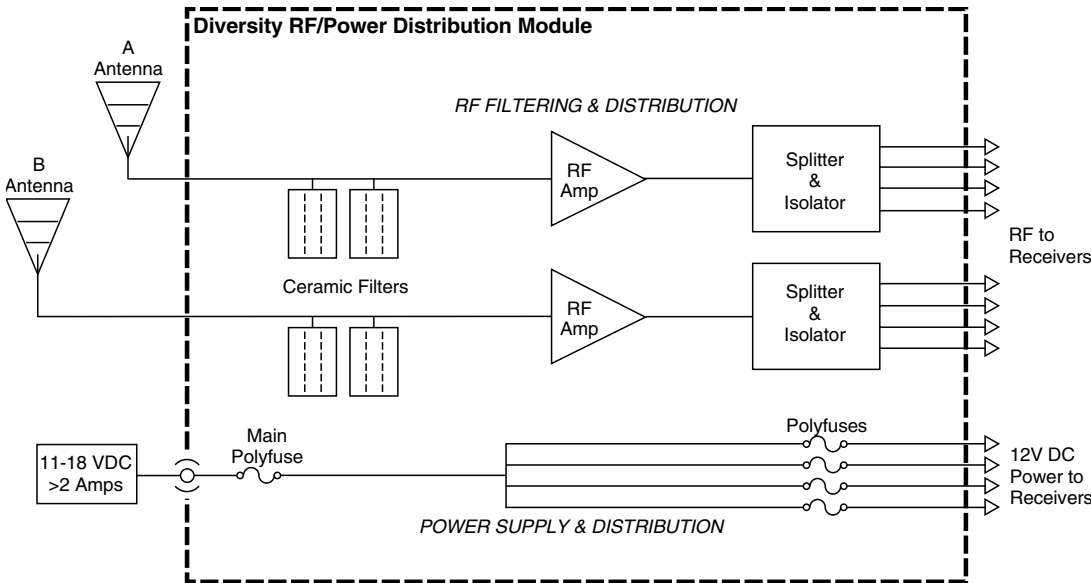 Diversity RF/Power Distribution Module
A
Antenna
RF FILTERING & DISTRIBUTION
B
Antenna
RF
Amp
Splitter
&
Isolator
RF to
Receivers
Ceramic Filters
RF
Amp
Splitter
&
Isolator
Main
Polyfuse
Polyfuses
11-18 VDC
>2 Amps
12V DC
Power to
Receivers
POWER SUPPLY & DISTRIBUTION